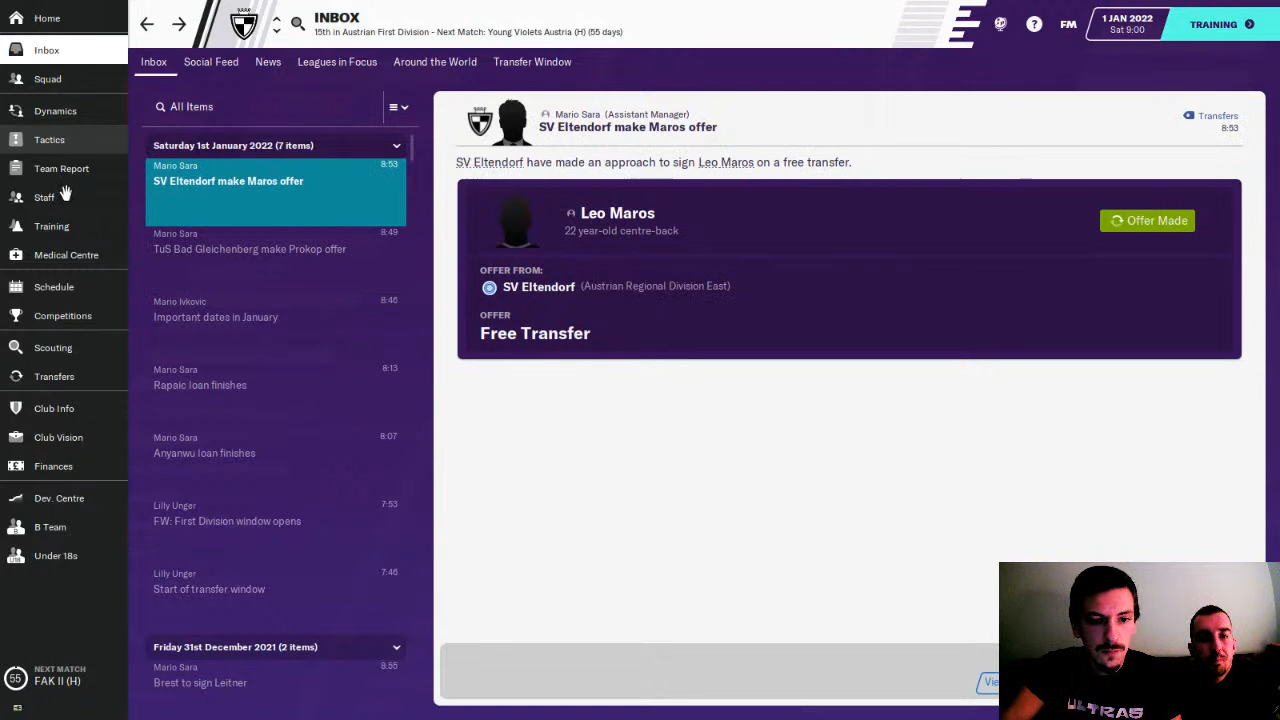 INBOX
15th in Austrian First Division - Next Match: Young Violets Austria (H) (55 days)
FM
1 JAN 2022
Sat 9:00
TRAINING
Home
Inbox
Squad
Dynamics
Tactics
Team Report
Staff
Training
Medical Centre
Schedule
Competitions
Scouting
Transfers
Club Info
Club Vision
Finances
Dev. Centre
B Team
Under 18s
55
NEXT MATCH
FAK II (H)
Inbox Social Feed News Leagues in Focus Around the World Transfer Window
All Items
Saturday 1st January 2022 (7 items)
Mario Sara 8:53
SV Eltendorf make Maros offer
Mario Sara 8:49
TuS Bad Gleichenberg make Prokop offer
Mario Ivkovic 8:46
Important dates in January
Mario Sara 8:13
Rapaic loan finishes
Mario Sara 8:07
Anyanwu loan finishes
Lilly Unger 7:53
FW: First Division window opens
Lilly Unger 7:46
Start of transfer window
Friday 31st December 2021 (2 items)
Mario Sara 8:55
Brest to sign Leitner
Mario Sara (Assistant Manager)
SV Eltendorf make Maros offer
Transfers
8:53
SV Eltendorf have made an approach to sign Leo Maros on a free transfer.
Leo Maros
22 year-old centre-back
Offer Made
OFFER FROM:
SV Eltendorf (Austrian Regional Division East)
OFFER
Free Transfer
ULTRAS